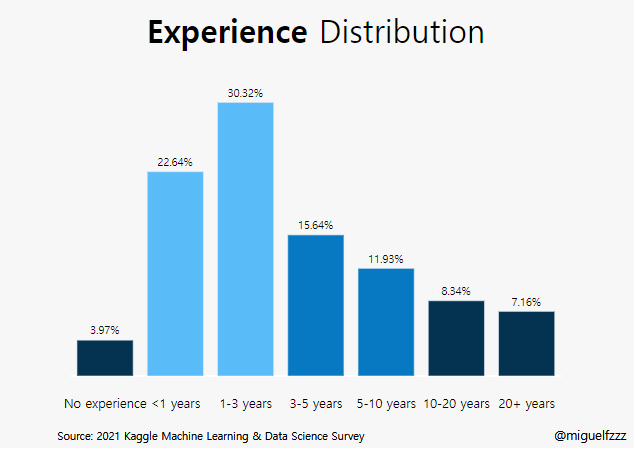 Experience Distribution
30.32%
22.64%
15.64%
11.93%
8.34%
7.16%
3.97%
No experience <1 years 1-3 years 3-5 years 5-10 years 10-20 years 20+ years
Source: 2021 Kaggle Machine Learning & Data Science Survey @miguelfzzz